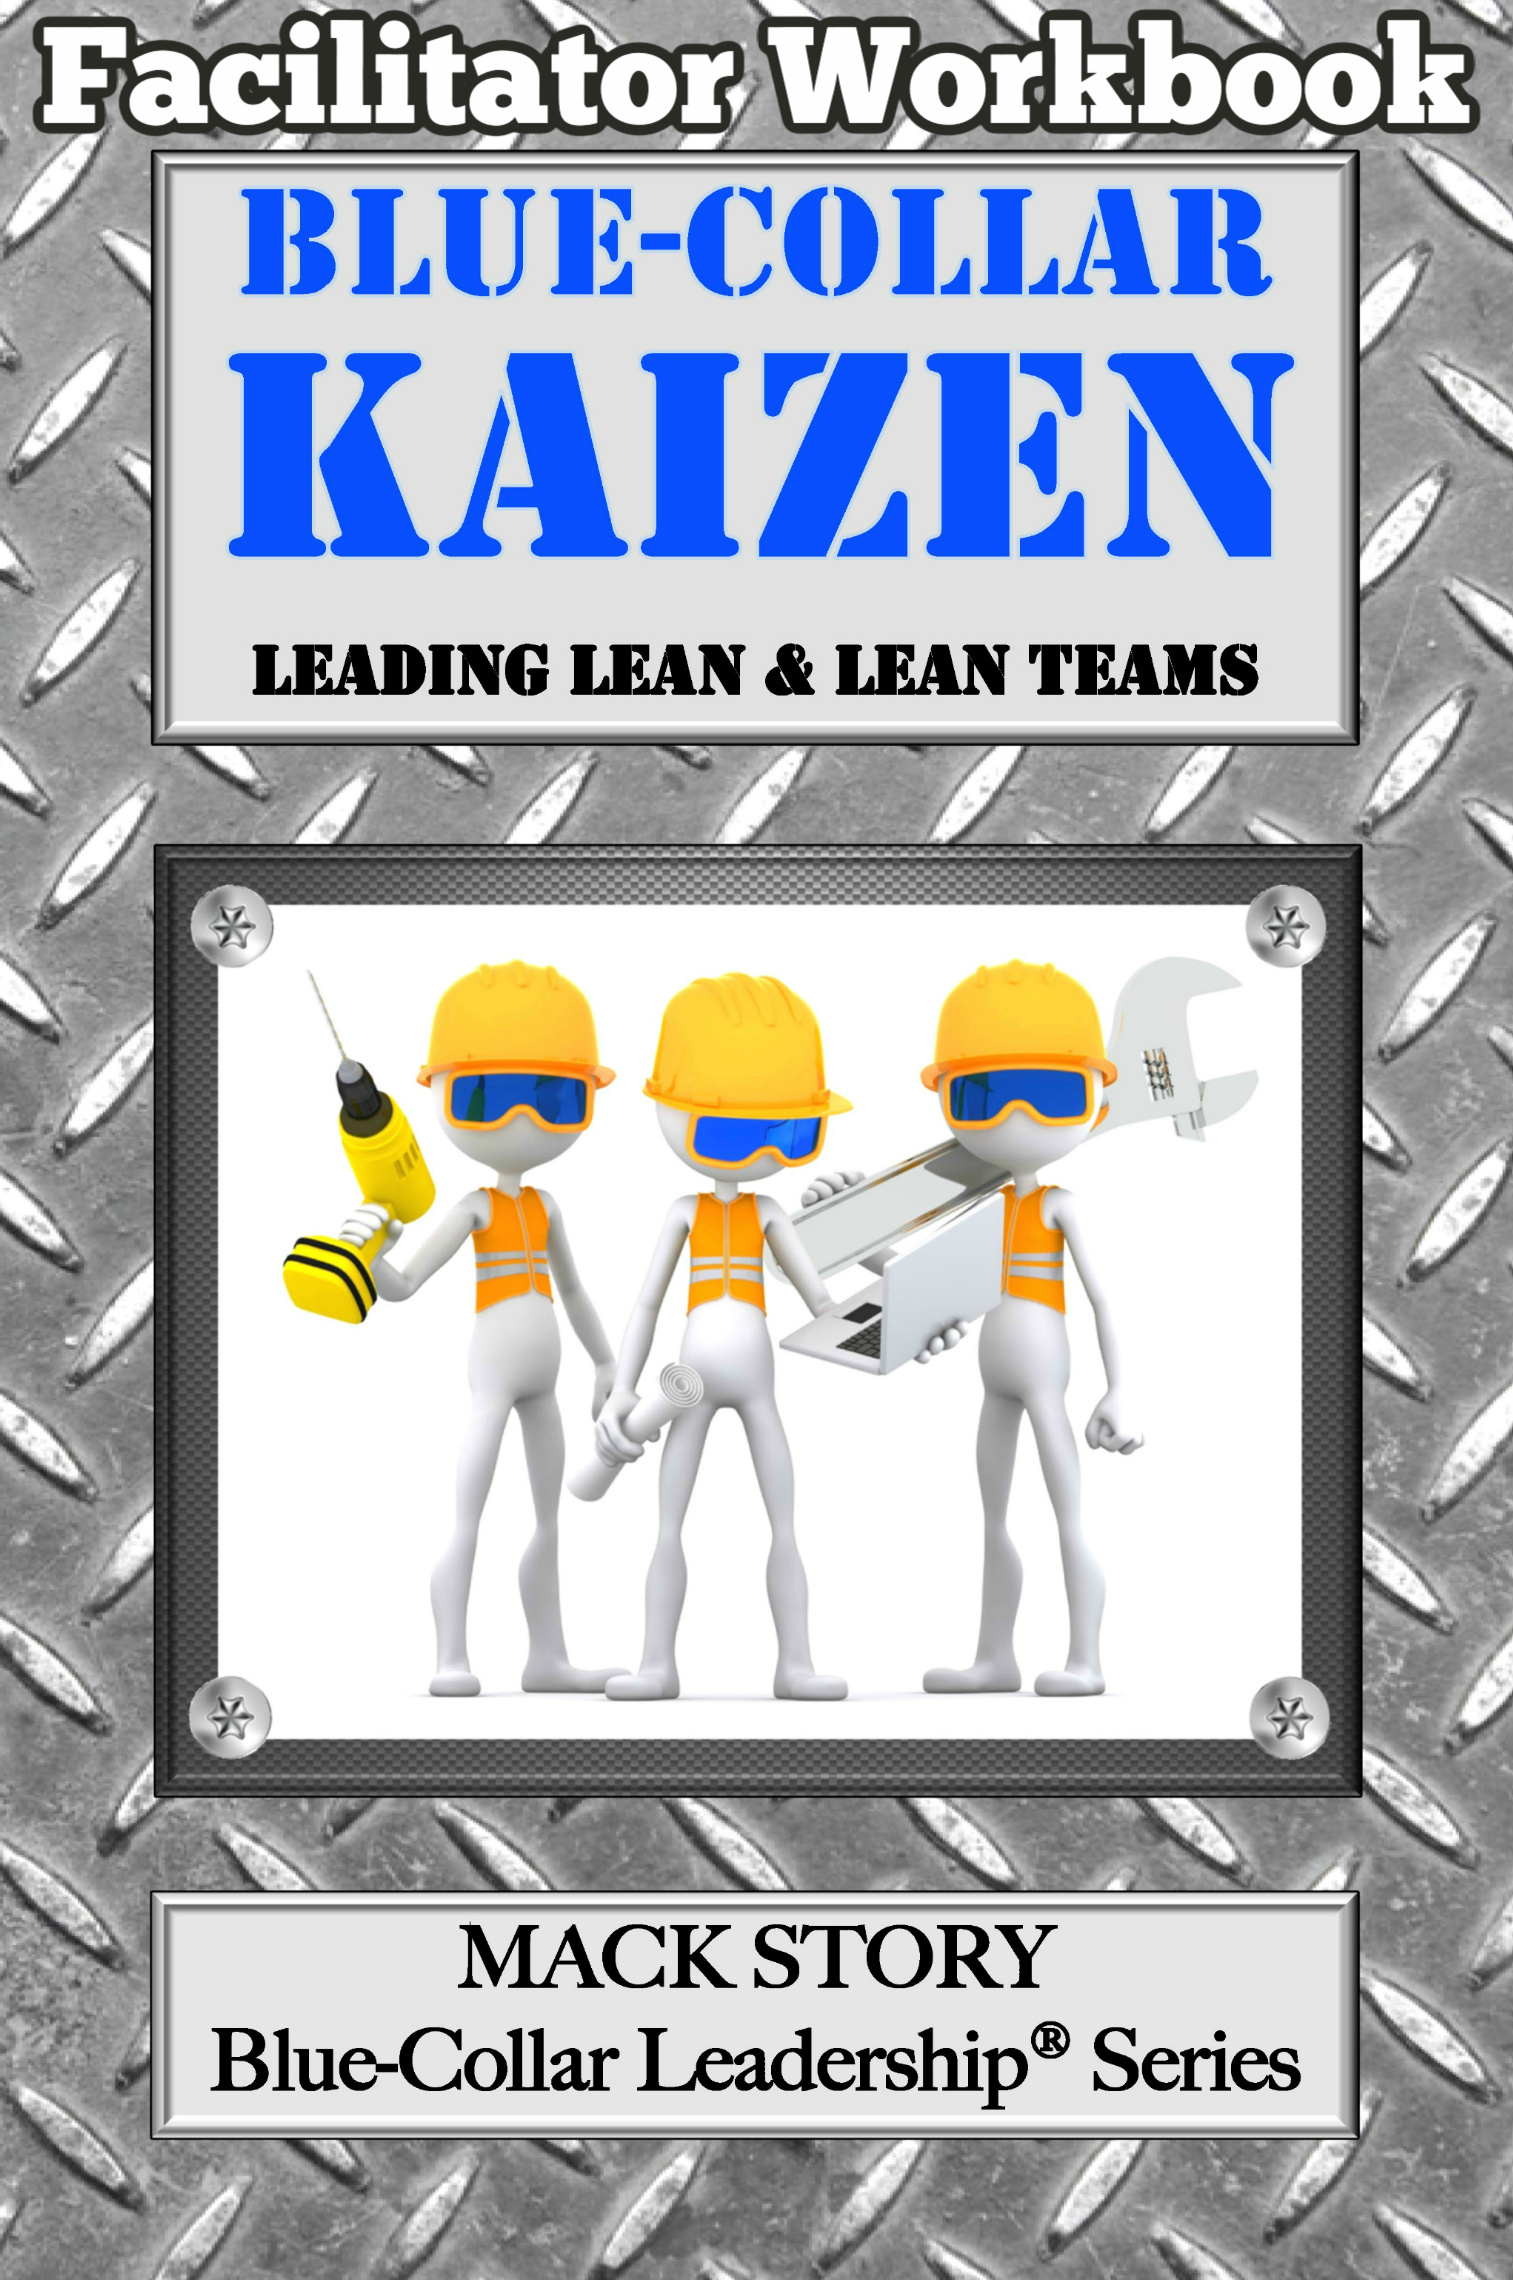 Facilitator Workbook
BLUE-COLLAR
KAIZEN
LEADING LEAN & LEAN TEAMS
MACK STORY
Blue-Collar Leadership® Series